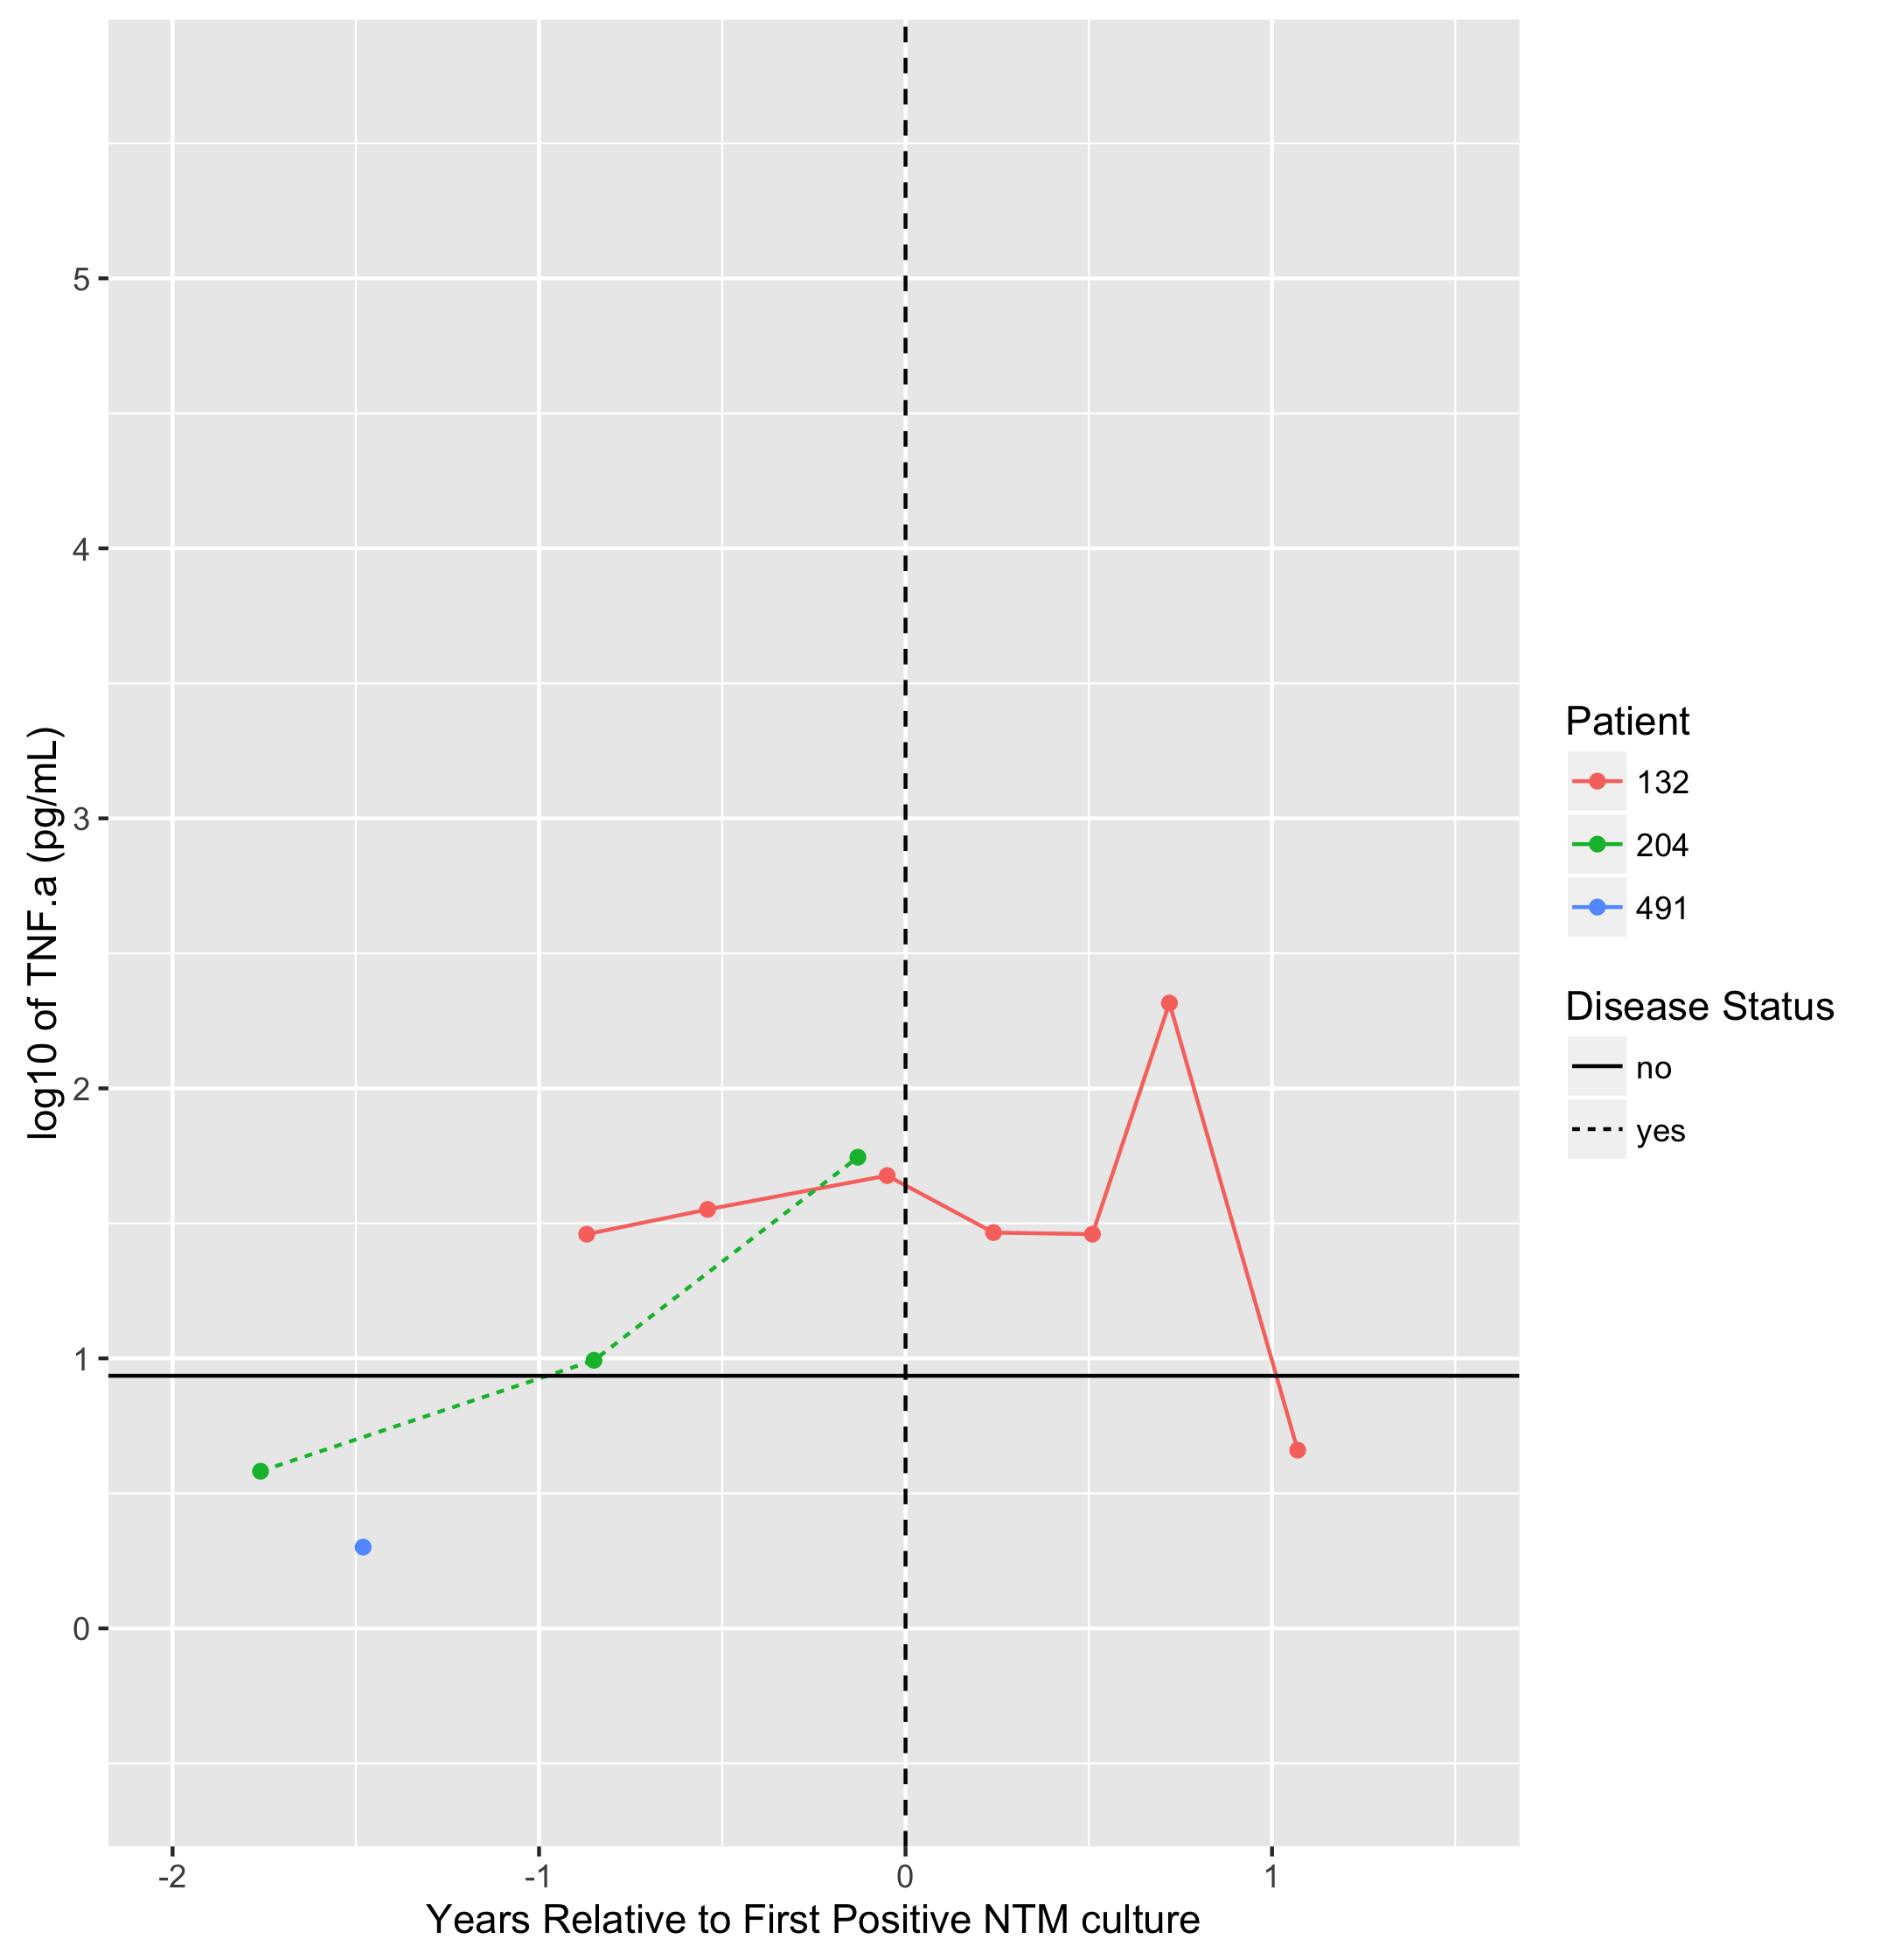 5
4
3
2
1
0
log10 of TNF.a (pg/mL)
-2
-1
0
1
Years Relative to First Positive NTM culture
Patient
132
204
491
Disease Status
no
yes